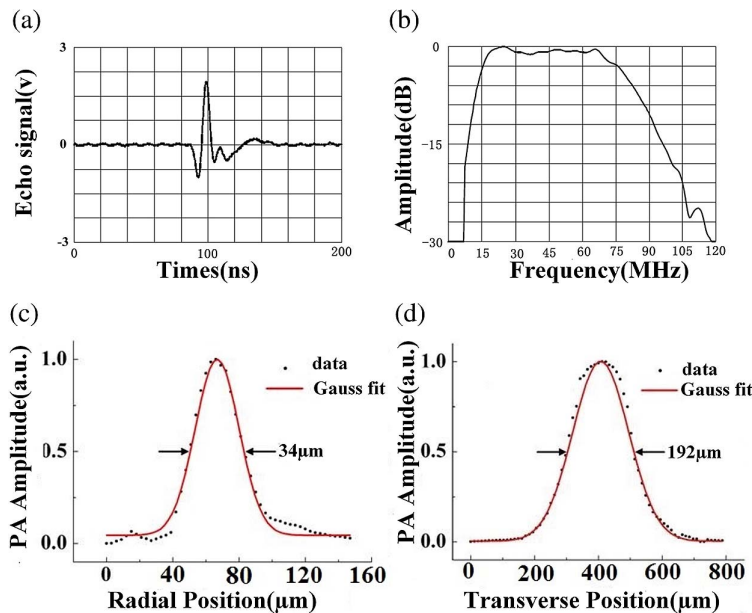 (a)
3
0
-3
Echo signal(v)
0
100
200
Times(ns)
(b)
0
-15
-30
Amplitude(dB)
0 15 30 45 60 75 90 105 120
Frequency(MHz)
(c)
1.0
0.5
0.0
PA Amplitude(a.u.)
data
Gauss fit
34μm
0 40 80 120 160
Radial Position(μm)
(d)
1.0
0.5
0.0
PA Amplitude(a.u.)
data
Gauss fit
192μm
0 200 400 600 800
Transverse Position(μm)